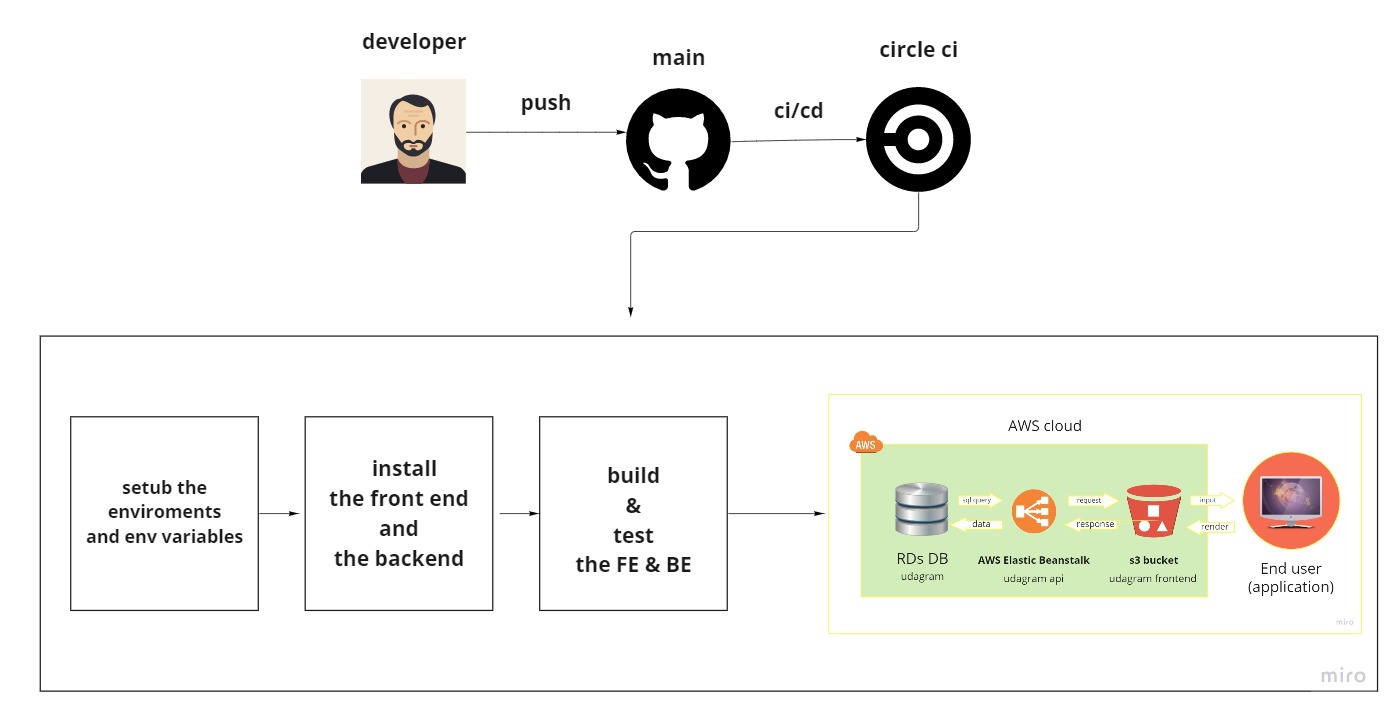 developer
main
circle ci
push
ci/cd
setub the
enviroments
and env variables
install
the front end
and
the backend
build
&
test
the FE & BE
AWS cloud
AWS
sql query
request
input
data
response
render
RDs DB
udagram
AWS Elastic Beanstalk
udagram api
s3 bucket
udagram frontend
End user
(application)
miro
miro